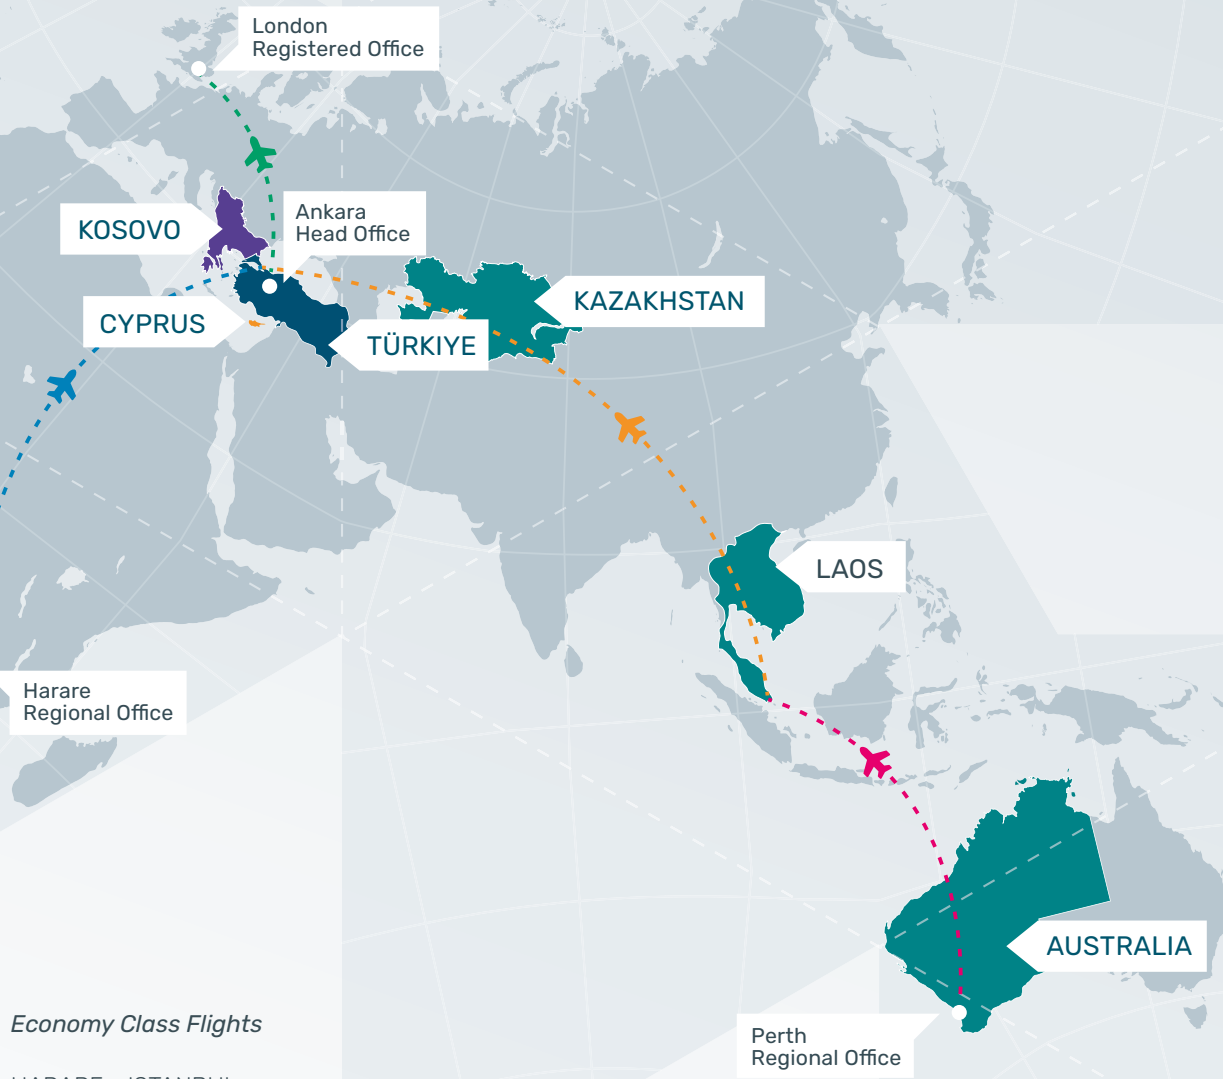 London
Registered Office
KOSOVO
Ankara
Head Office
CYPRUS
TÜRKIYE
KAZAKHSTAN
LAOS
Harare
Regional Office
AUSTRALIA
Economy Class Flights
Perth
Regional Office